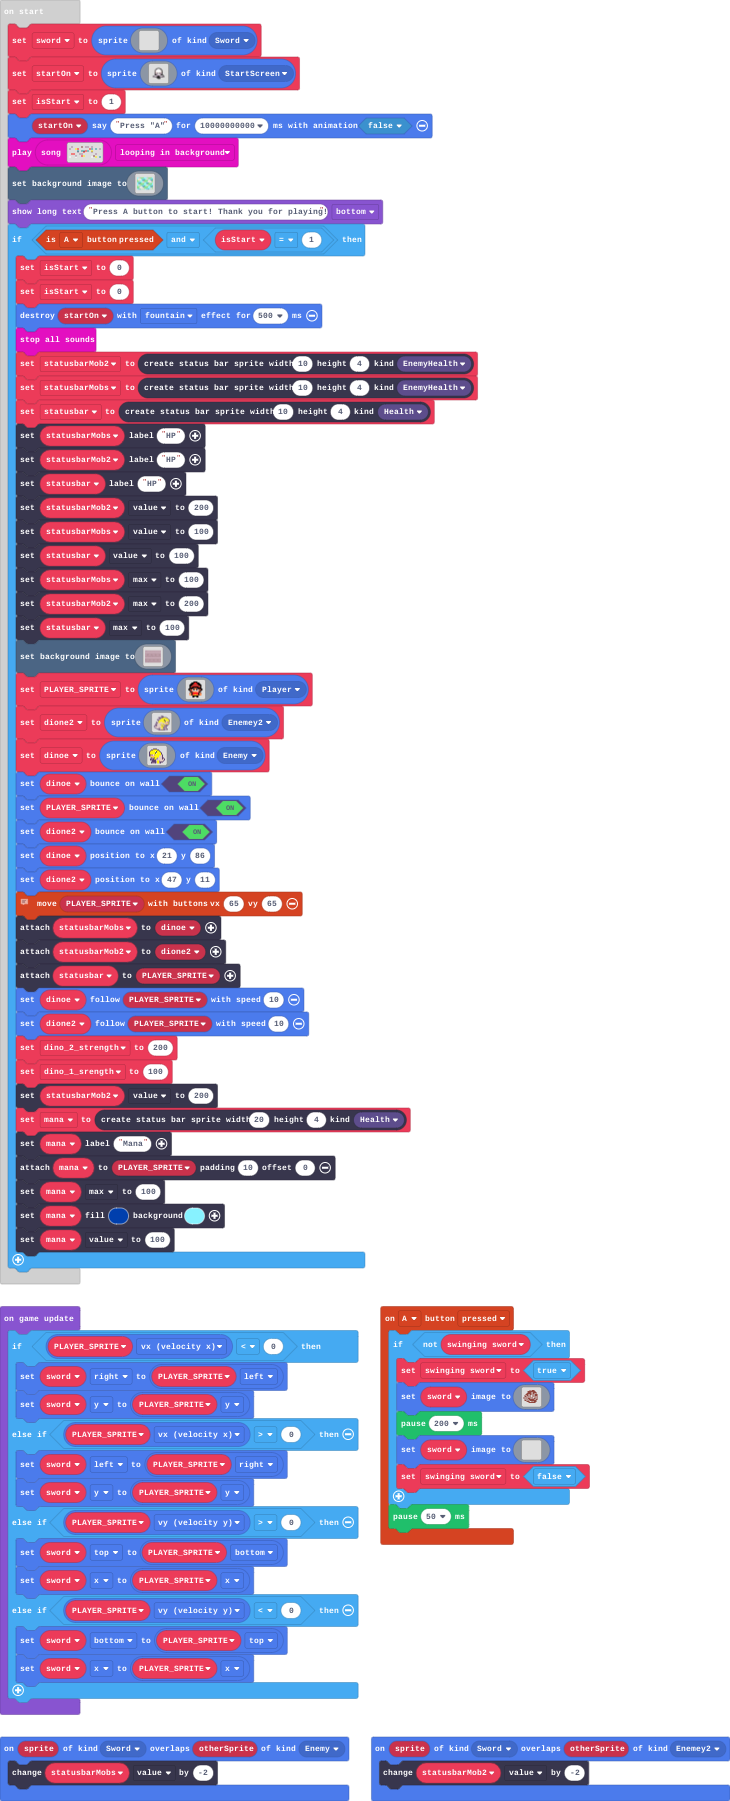 on start
set sword to sprite of kind Sword
set startOn to sprite of kind StartScreen
set isStart to 1
startOn say "Press "A"" for 10000000000 ms with animation false
play song looping in background
set background image to
show long text "Press A button to start! Thank you for playing!" bottom
if is A button pressed and isStart = 1 then
set isStart to 0
set isStart to 0
destroy startOn with fountain effect for 500 ms
stop all sounds
set statusbarMob2 to create status bar sprite width 10 height 4 kind EnemyHealth
set statusbarMobs to create status bar sprite width 10 height 4 kind EnemyHealth
set statusbar to create status bar sprite width 10 height 4 kind Health
set statusbarMobs label "HP"
set statusbarMob2 label "HP"
set statusbar label "HP"
set statusbarMob2 value to 200
set statusbarMobs value to 100
set statusbar value to 100
set statusbarMobs max to 100
set statusbarMob2 max to 200
set statusbar max to 100
set background image to
set PLAYER_SPRITE to sprite of kind Player
set dione2 to sprite of kind Enemey2
set dinoe to sprite of kind Enemy
set dinoe bounce on wall ON
set PLAYER_SPRITE bounce on wall ON
set dione2 bounce on wall ON
set dinoe position to x 21 y 86
set dione2 position to x 47 y 11
move PLAYER_SPRITE with buttons vx 65 vy 65
attach statusbarMobs to dinoe
attach statusbarMob2 to dione2
attach statusbar to PLAYER_SPRITE
set dinoe follow PLAYER_SPRITE with speed 10
set dione2 follow PLAYER_SPRITE with speed 10
set dino_2_strength to 200
set dino_1_srength to 100
set statusbarMob2 value to 200
set mana to create status bar sprite width 20 height 4 kind Health
set mana label "Mana"
attach mana to PLAYER_SPRITE padding 10 offset 0
set mana max to 100
set mana fill background
set mana value to 100
on game update
if PLAYER_SPRITE vx (velocity x) < 0 then
set sword right to PLAYER_SPRITE left
set sword y to PLAYER_SPRITE y
else if PLAYER_SPRITE vx (velocity x) > 0 then
set sword left to PLAYER_SPRITE right
set sword y to PLAYER_SPRITE y
else if PLAYER_SPRITE vy (velocity y) > 0 then
set sword top to PLAYER_SPRITE bottom
set sword x to PLAYER_SPRITE x
else if PLAYER_SPRITE vy (velocity y) < 0 then
set sword bottom to PLAYER_SPRITE top
set sword x to PLAYER_SPRITE x
on A button pressed
if not swinging sword then
set swinging sword to true
set sword image to
pause 200 ms
set sword image to
set swinging sword to false
pause 50 ms
on sprite of kind Sword overlaps otherSprite of kind Enemy
change statusbarMobs value by -2
on sprite of kind Sword overlaps otherSprite of kind Enemey2
change statusbarMob2 value by -2